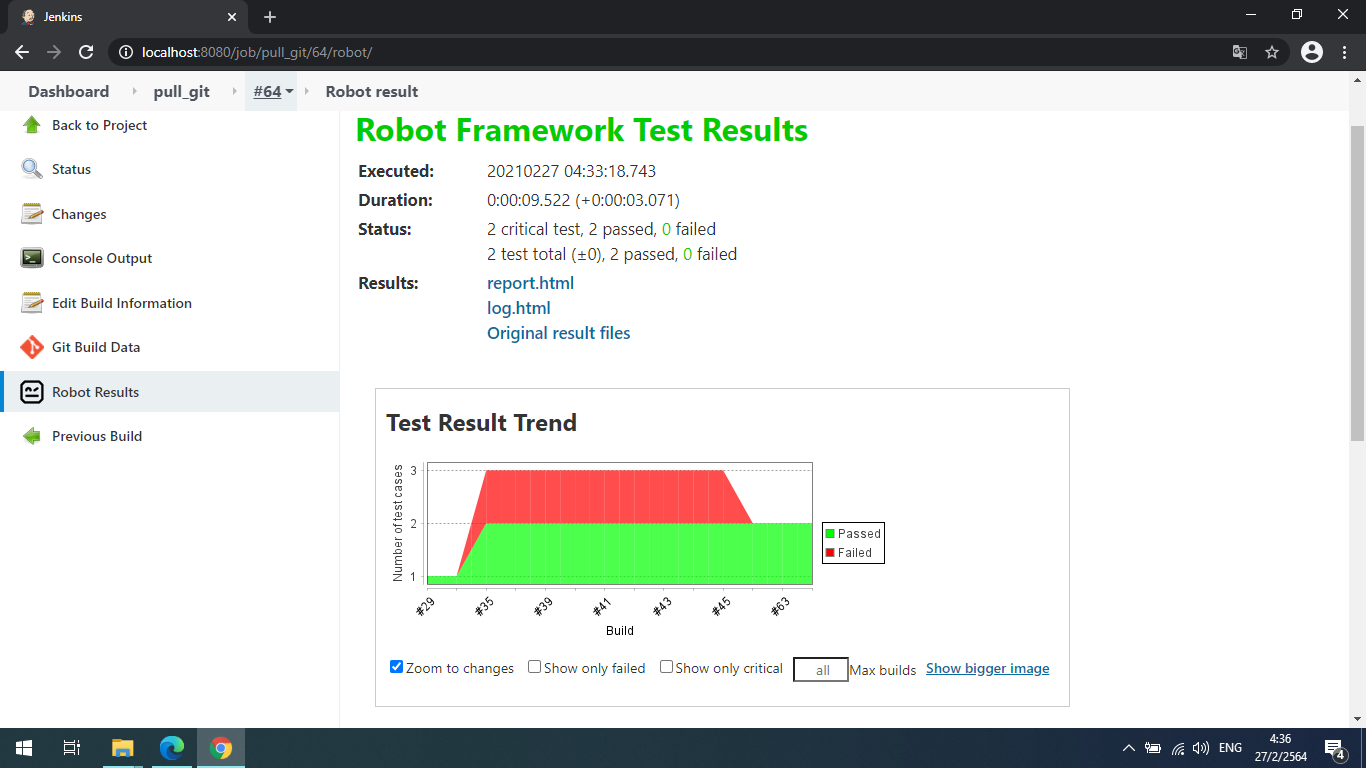 Jenkins
localhost:8080/job/pull_git/64/robot/
Dashboard pull_git #64 Robot result
Back to Project
Status
Changes
Console Output
Edit Build Information
Git Build Data
Robot Results
Previous Build
Robot Framework Test Results
Executed: 20210227 04:33:18.743
Duration: 0:00:09.522 (+0:00:03.071)
Status: 2 critical test, 2 passed, 0 failed
2 test total (±0), 2 passed, 0 failed
Results: report.html
log.html
Original result files
Test Result Trend
Number of test cases
3
2
1
#29 #35 #39 #41 #43 #45 #63
Build
Passed
Failed
Zoom to changes Show only failed Show only critical all Max builds Show bigger image
ENG
4:36
27/2/2564
4